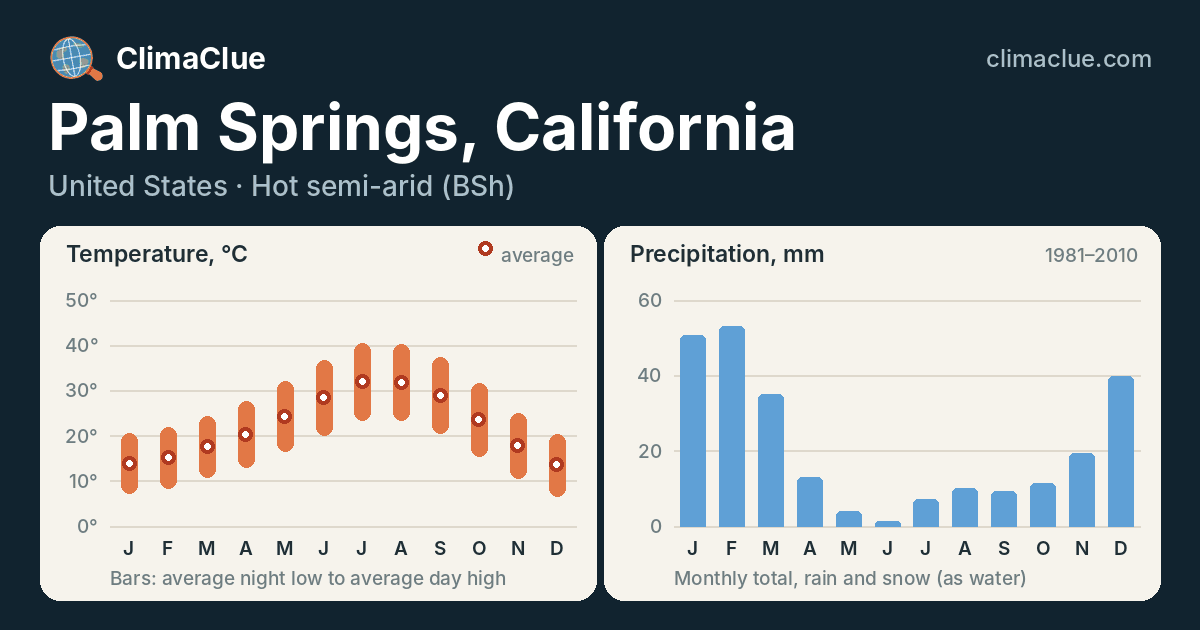 ClimaClue
climaclue.com
Palm Springs, California
United States · Hot semi-arid (BSh)
Temperature, °C
average
50°
40°
30°
20°
10°
0°
J F M A M J J A S O N D
Bars: average night low to average day high
Precipitation, mm
1981–2010
60
40
20
0
J F M A M J J A S O N D
Monthly total, rain and snow (as water)